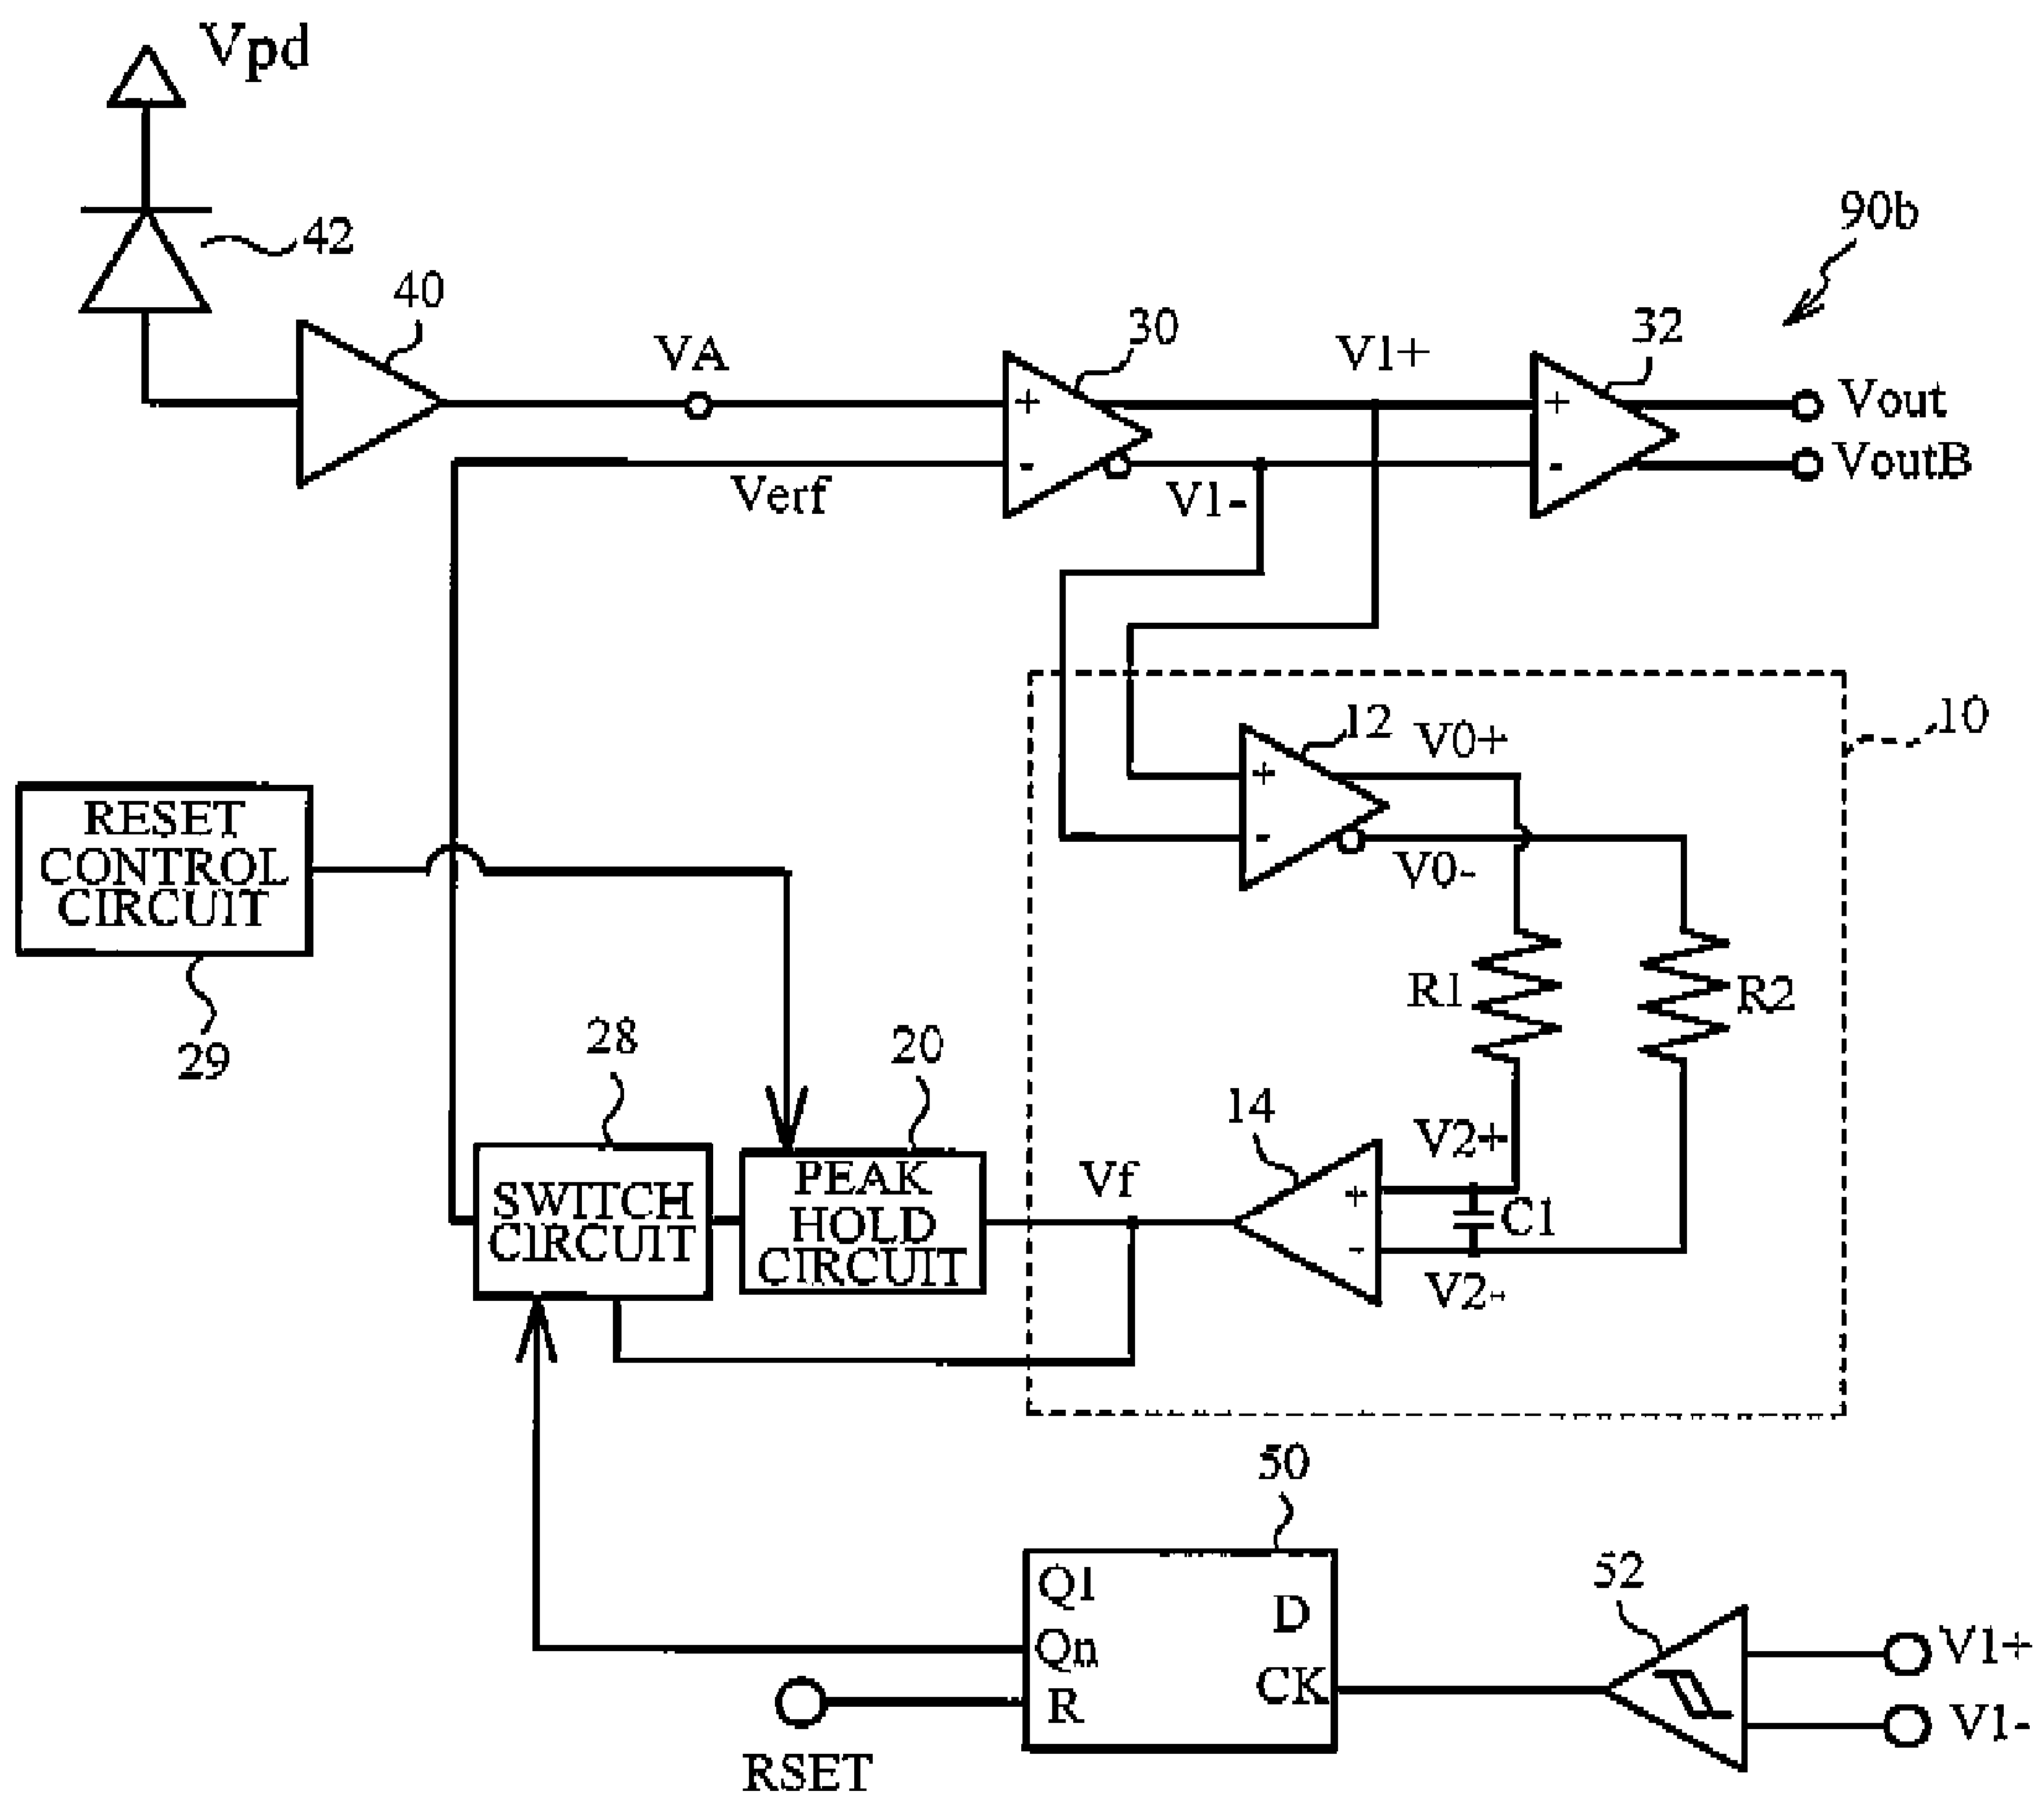 Vpd
90b
42
40
VA
30
V1+
32
+
+
Vout
-
-
VoutB
Verf
V1-
12
V0+
10
+
-
V0-
RESET
CONTROL
CIRCUIT
29
R1
R2
28
20
14
V2+
Vf
SWITCH
CIRCUIT
PEAK
HOLD
CIRCUIT
+
-
C1
V2-
50
Q1
D
52
Qn
CK
R
V1+
V1-
RSET